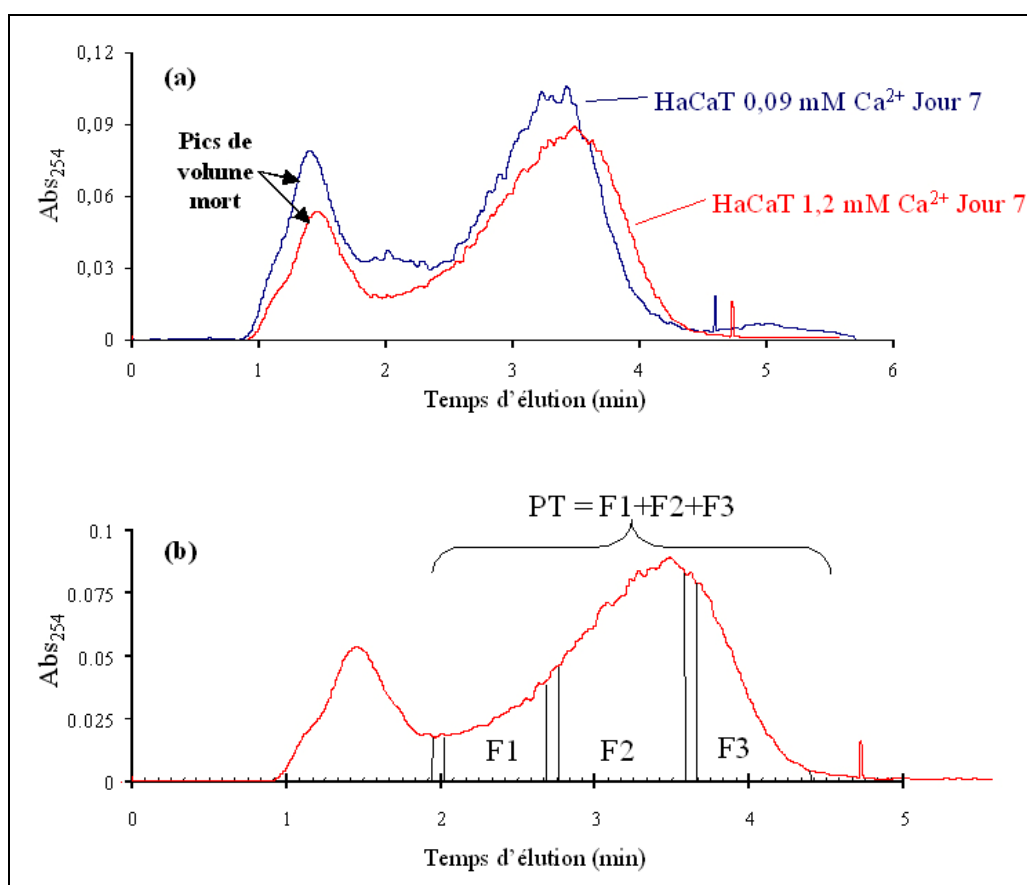 (a)
0,12
0,09
0,06
0,03
0
Abs254
Pics de
volume
mort
HaCaT 0,09 mM Ca2+ Jour 7
HaCaT 1,2 mM Ca2+ Jour 7
0 1 2 3 4 5 6
Temps d'élution (min)
PT = F1+F2+F3
(b)
0.1
0.075
0.05
0.025
0
Abs254
F1 F2 F3
0 1 2 3 4 5
Temps d'élution (min)